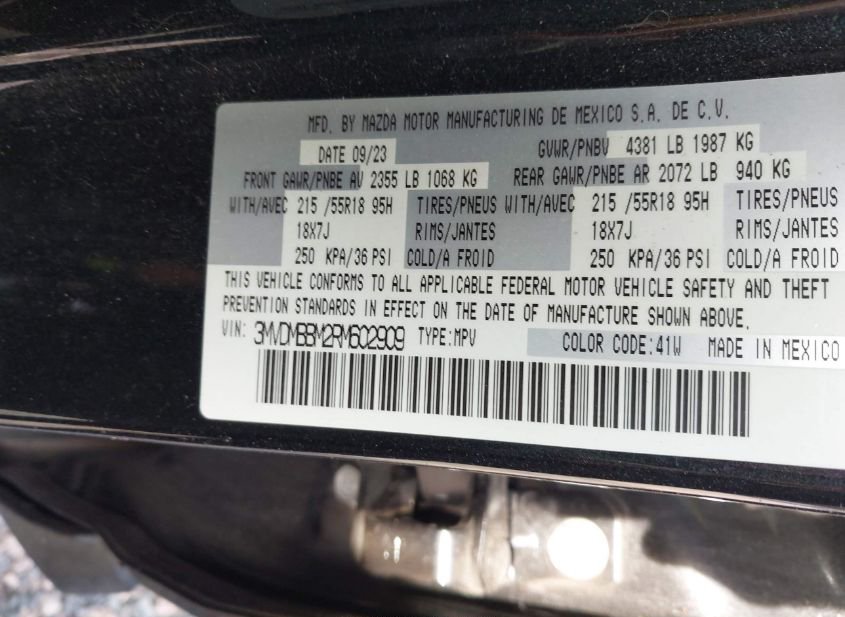 MFD. BY MAZDA MOTOR MANUFACTURING DE MEXICO S.A. DE C.V.
DATE 09/23 GVWR/PNBV 4381 LB 1987 KG
FRONT GAWR/PNBE AV 2355 LB 1068 KG REAR GAWR/PNBE AR 2072 LB 940 KG
WITH/AVEC 215 /55R18 95H TIRES/PNEUS WITH/AVEC 215 /55R18 95H TIRES/PNEUS
18X7J RIMS/JANTES 18X7J RIMS/JANTES
250 KPA/36 PSI COLD/A FROID 250 KPA/36 PSI COLD/A FROID
THIS VEHICLE CONFORMS TO ALL APPLICABLE FEDERAL MOTOR VEHICLE SAFETY AND THEFT
PREVENTION STANDARDS IN EFFECT ON THE DATE OF MANUFACTURE SHOWN ABOVE.
VIN: 3MVDMBBM2RM602909 TYPE:MPV COLOR CODE:41W MADE IN MEXICO